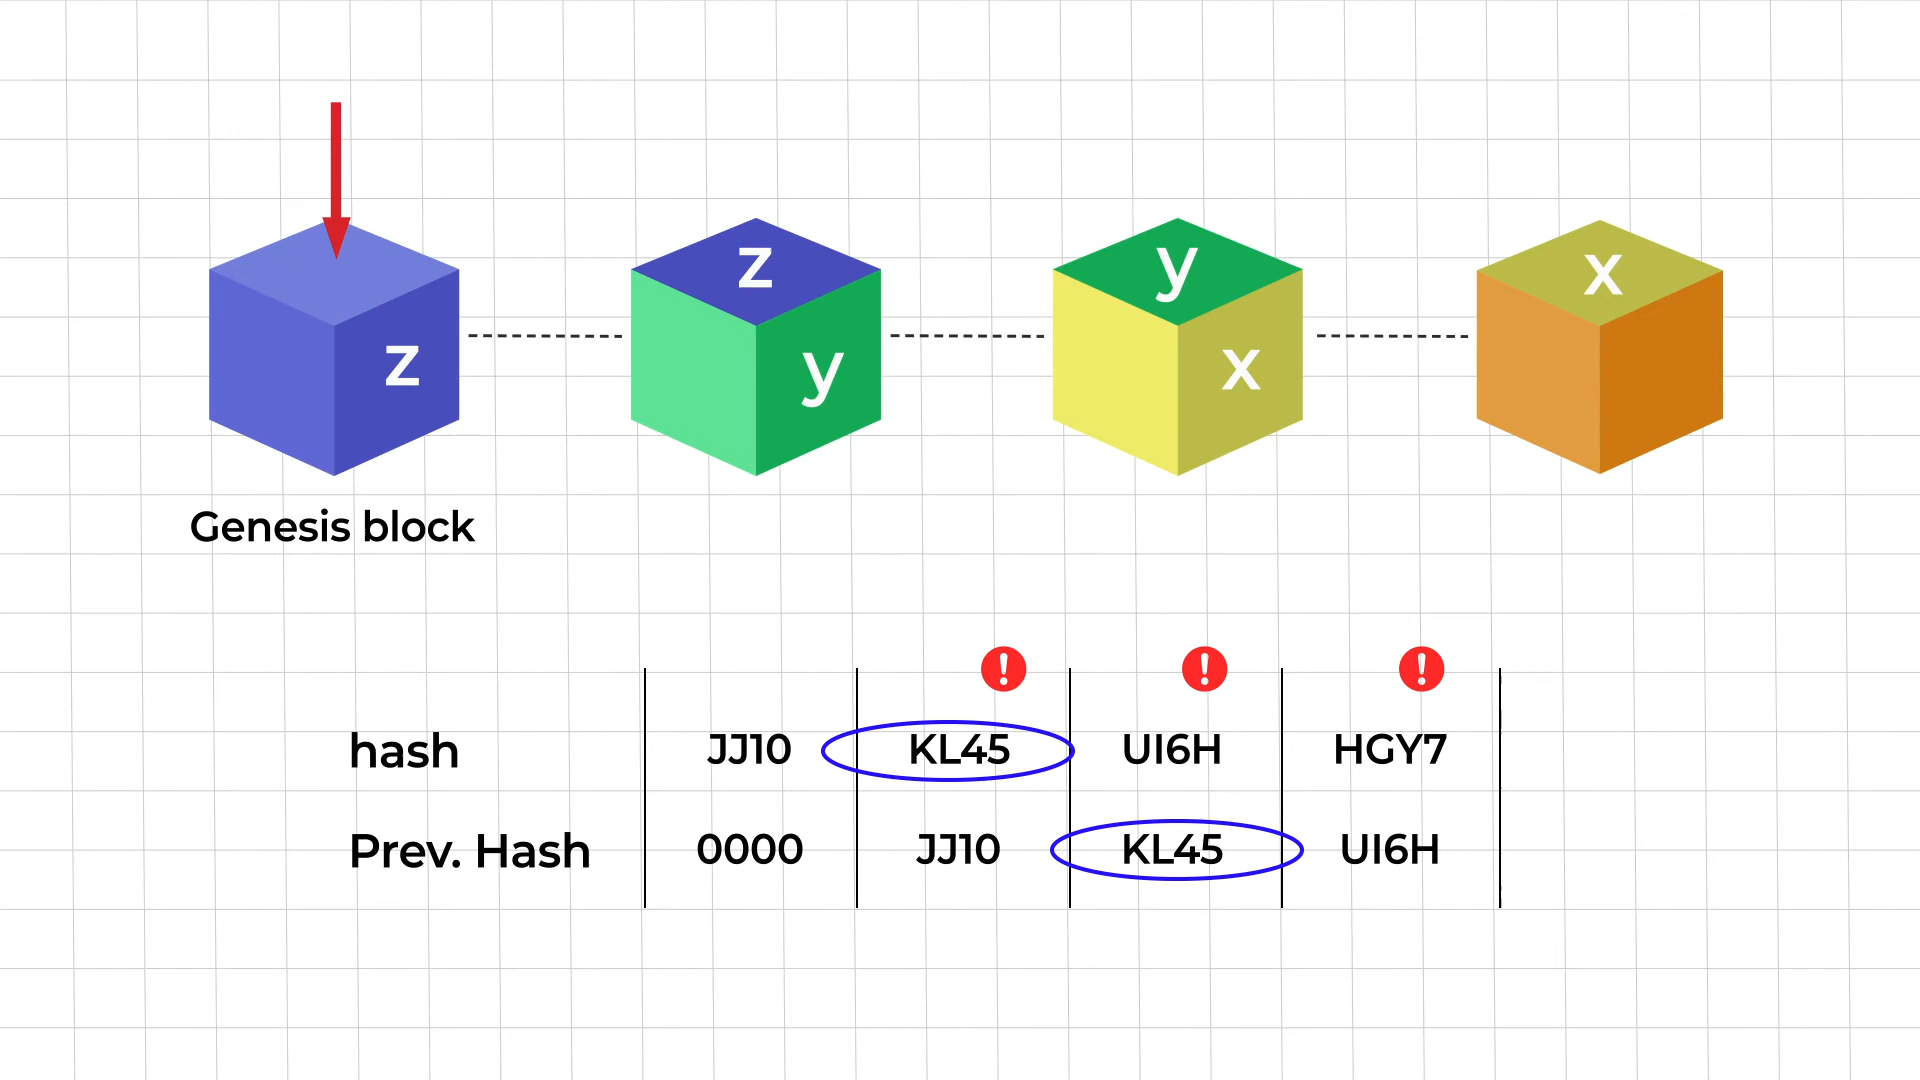 z y
z y x x
Genesis block
hash JJ10 KL45 UI6H HGY7
Prev. Hash 0000 JJ10 KL45 UI6H